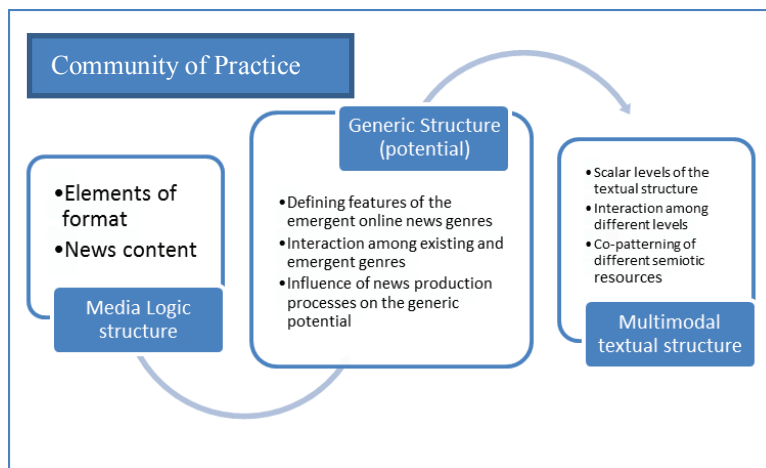 Community of Practice
•Elements of
format
•News content
Media Logic
structure
Generic Structure
(potential)
•Defining features of the
emergent online news genres
•Interaction among existing and
emergent genres
•Influence of news production
processes on the generic
potential
•Scalar levels of the
textual structure
•Interaction among
different levels
•Co-patterning of
different semiotic
resources
Multimodal
textual structure